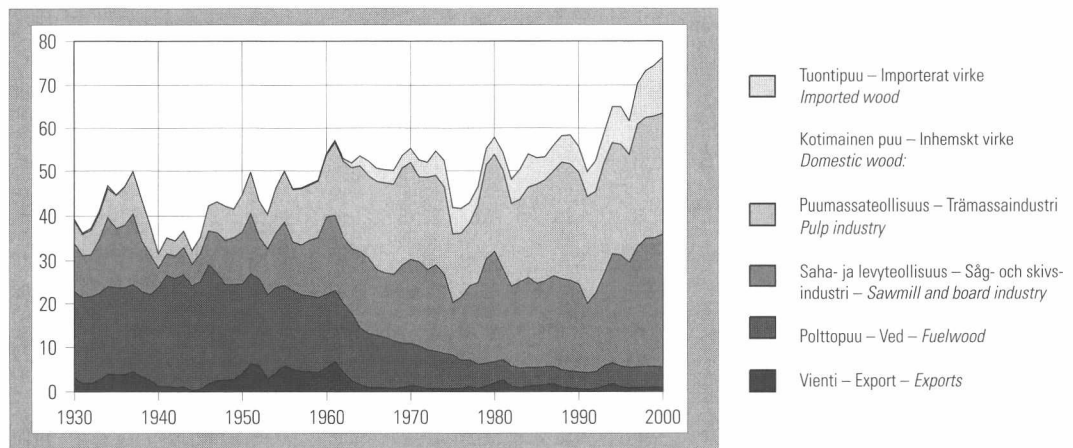 80
70
60
50
40
30
20
10
0
1930 1940 1950 1960 1970 1980 1990 2000
Tuontipuu – Importerat virke
Imported wood
Kotimainen puu – Inhemskt virke
Domestic wood:
Puumassateollisuus – Trämassaindustri
Pulp industry
Saha- ja levyteollisuus – Såg- och skivs-
industri – Sawmill and board industry
Polttopuu – Ved – Fuelwood
Vienti – Export – Exports